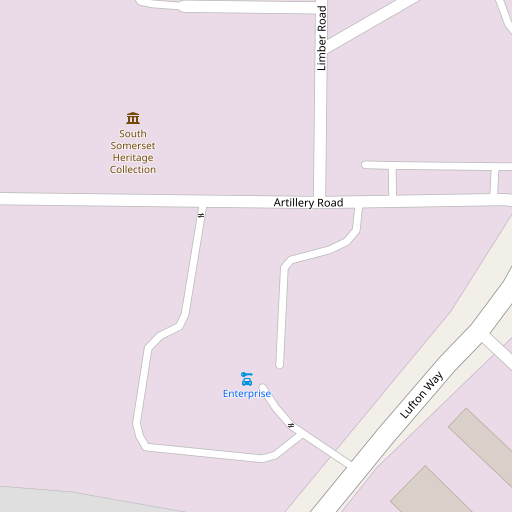 Limber Road
South
Somerset
Heritage
Collection
Artillery Road
Enterprise
Lufton Way